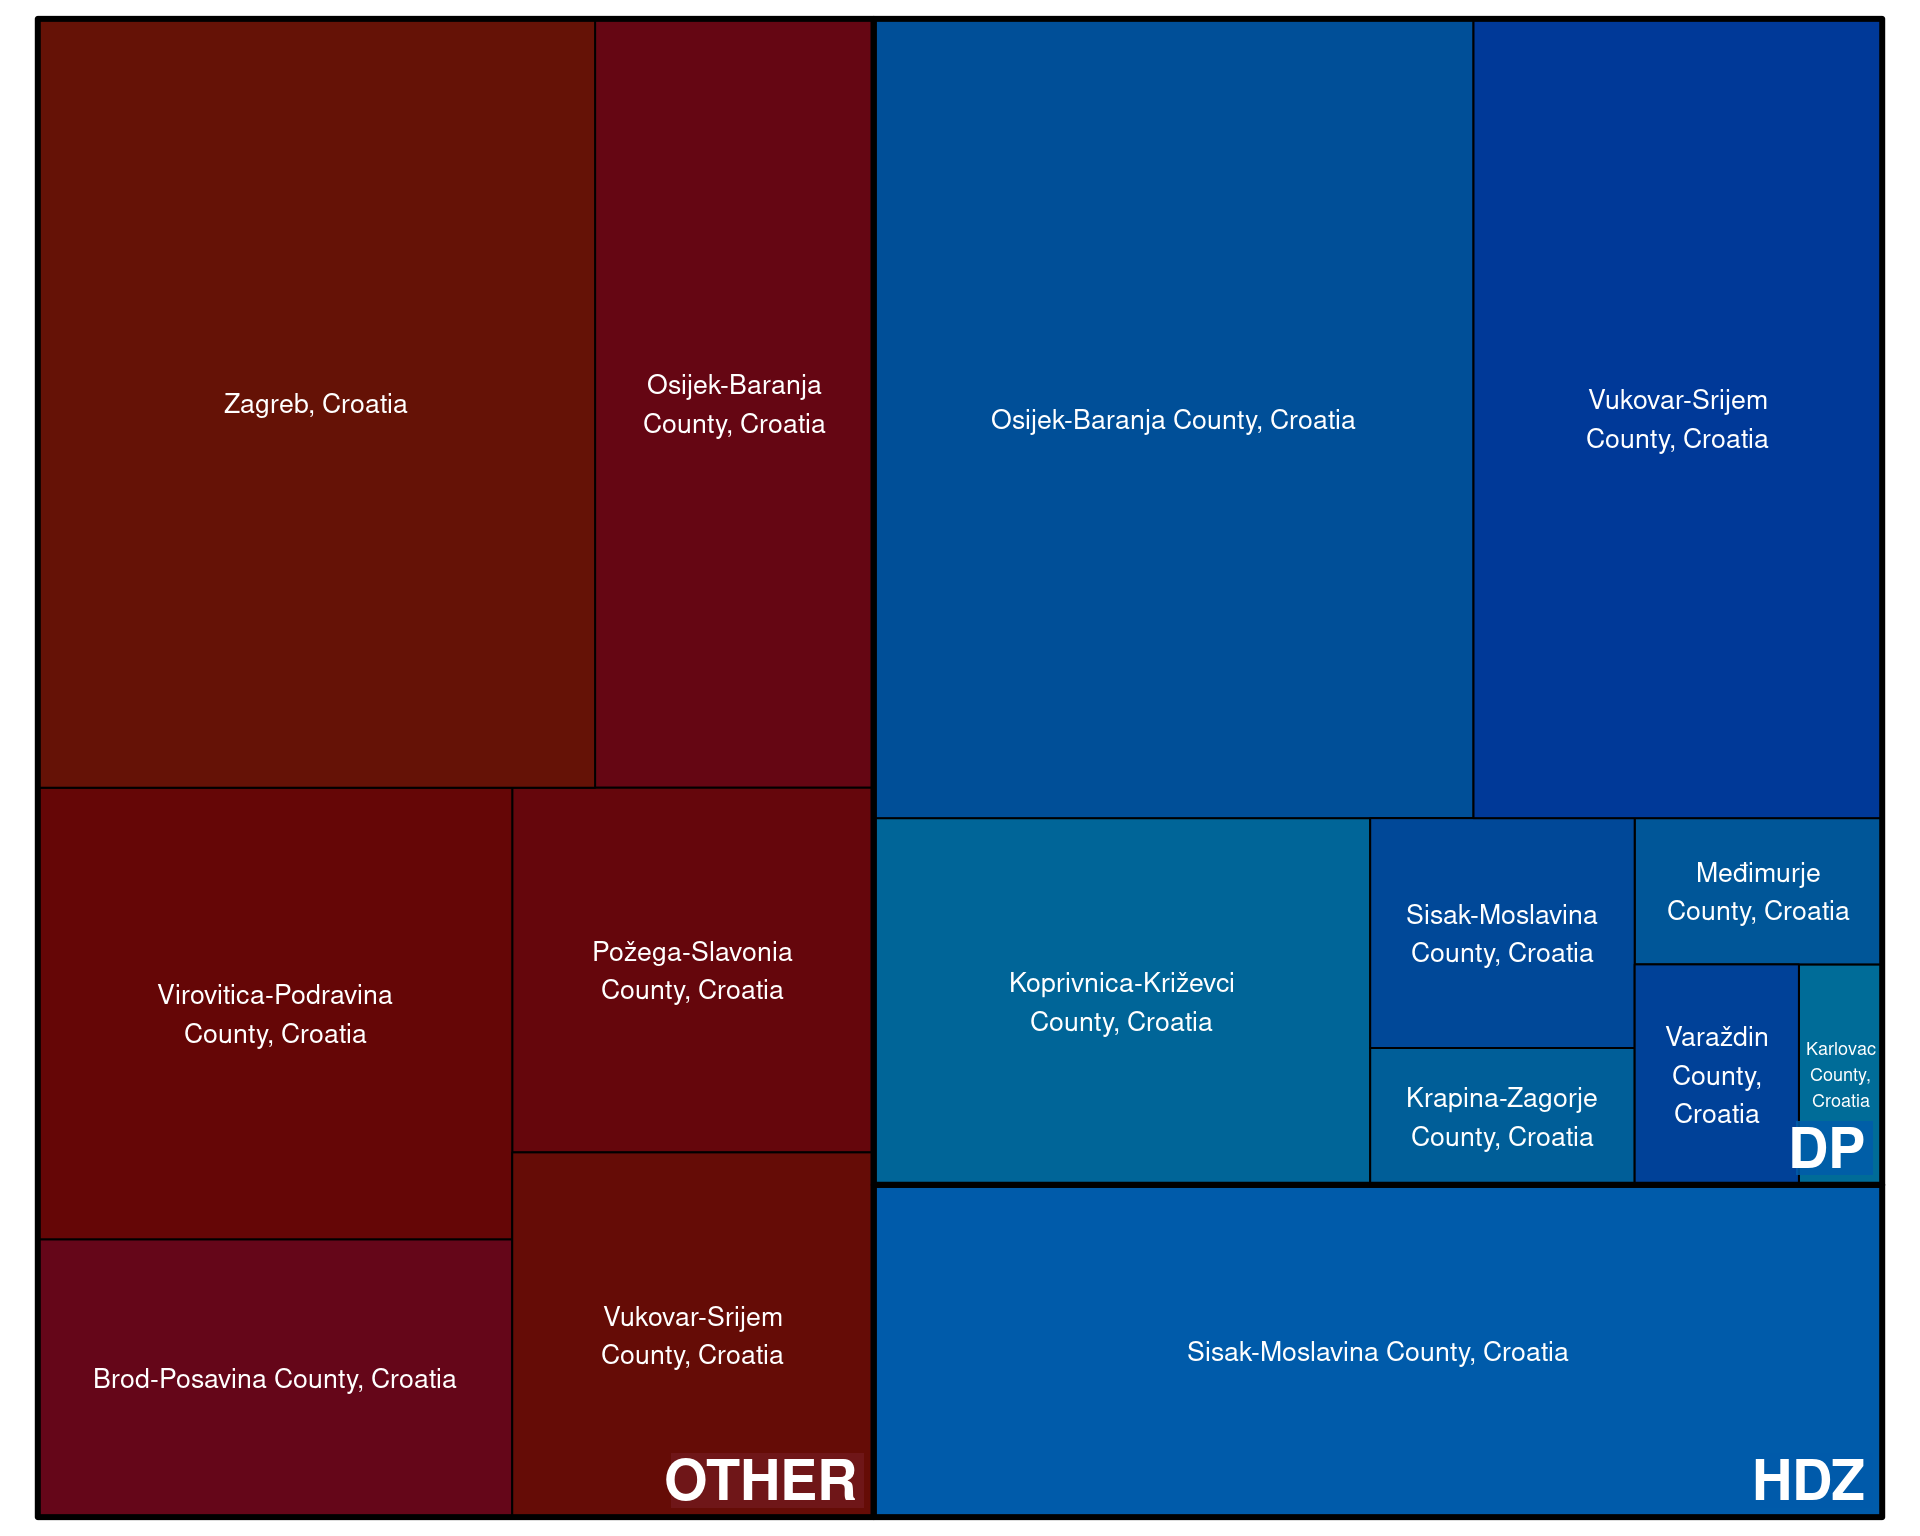 Zagreb, Croatia
Osijek-Baranja
County, Croatia
Virovitica-Podravina
County, Croatia
Požega-Slavonia
County, Croatia
Brod-Posavina County, Croatia
Vukovar-Srijem
County, Croatia
OTHER
Osijek-Baranja County, Croatia
Vukovar-Srijem
County, Croatia
Koprivnica-Križevci
County, Croatia
Sisak-Moslavina
County, Croatia
Krapina-Zagorje
County, Croatia
Međimurje
County, Croatia
Varaždin
County,
Croatia
Karlovac
County,
Croatia
DP
Sisak-Moslavina County, Croatia
HDZ